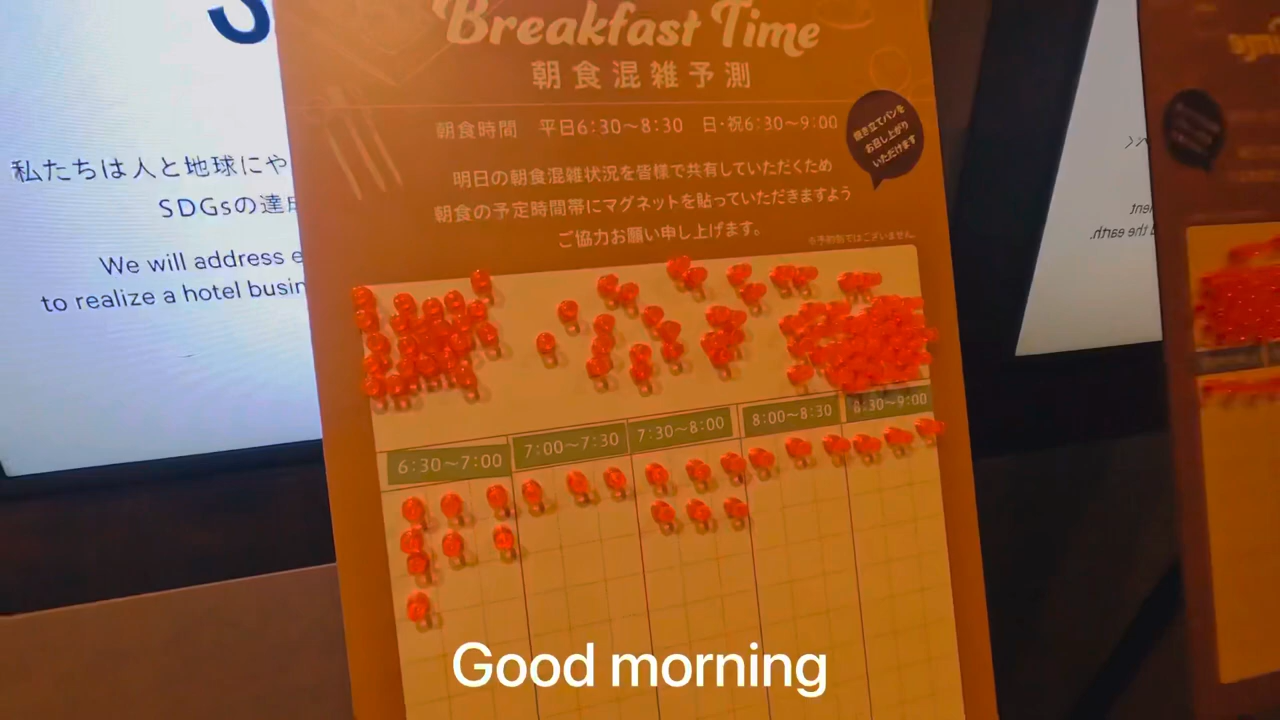 Breakfast Time
朝食混雑予測
朝食時間 平日6:30～8:30 日・祝6:30～9:00
焼き立てパンを
お召し上がり
いただけます
明日の朝食混雑状況を皆様で共有していただくため
朝食の予定時間帯にマグネットを貼っていただきますよう
ご協力お願い申し上げます。
※予約制ではございません。
6:30～7:00
7:00～7:30
7:30～8:00
8:00～8:30
8:30～9:00
私たちは人と地球にや
SDGsの達成
We will address e
to realize a hotel busin
the earth.
Good morning